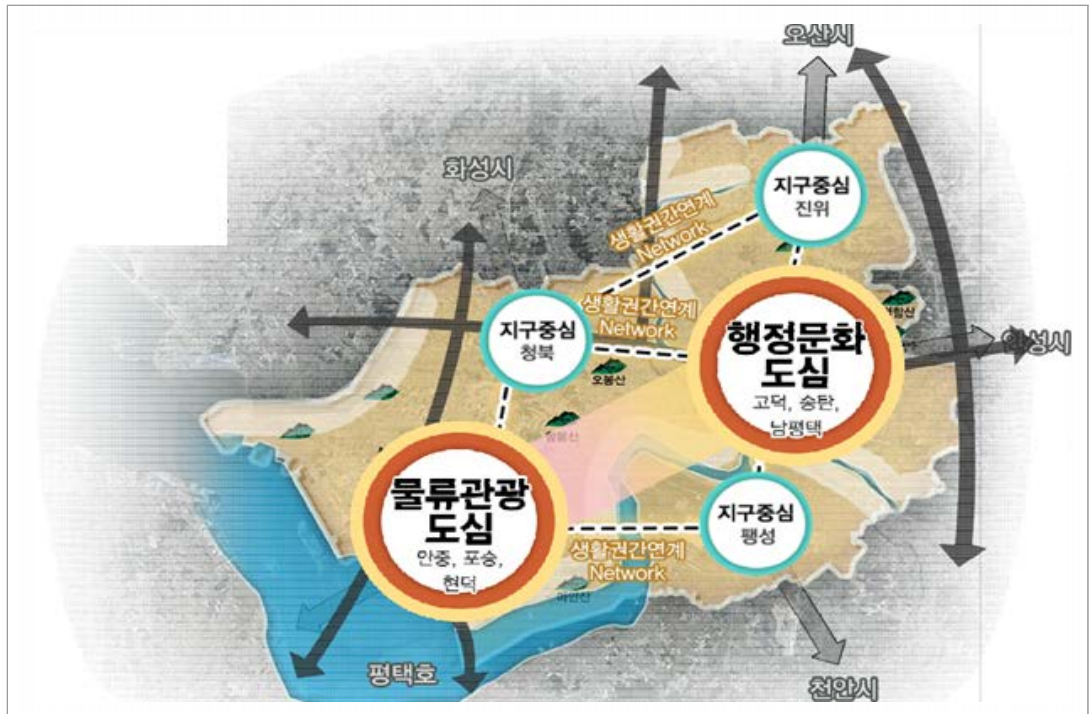 오산시
화성시
지구중심
진위
생활권간연계
Network
생활권간연계
Network
지구중심
청북
행정문화
도심
고덕, 송탄,
남평택
안성시
오봉산
물류관광
도심
안중, 포승,
현덕
지구중심
팽성
생활권간연계
Network
평택호
천안시